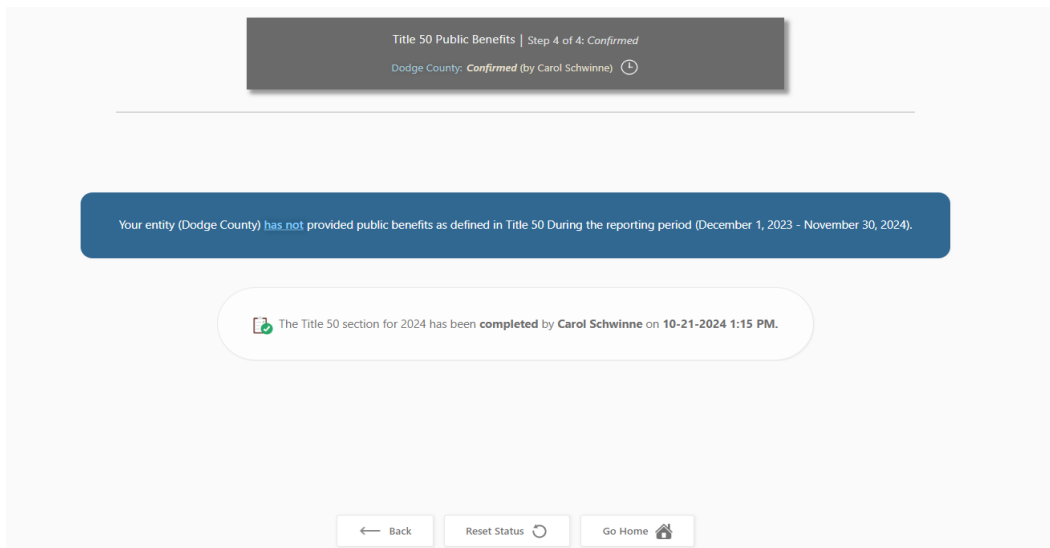 Title 50 Public Benefits | Step 4 of 4: Confirmed
Dodge County: Confirmed (by Carol Schwinne)
Your entity (Dodge County) has not provided public benefits as defined in Title 50 During the reporting period (December 1, 2023 - November 30, 2024).
The Title 50 section for 2024 has been completed by Carol Schwinne on 10-21-2024 1:15 PM.
Back Reset Status Go Home